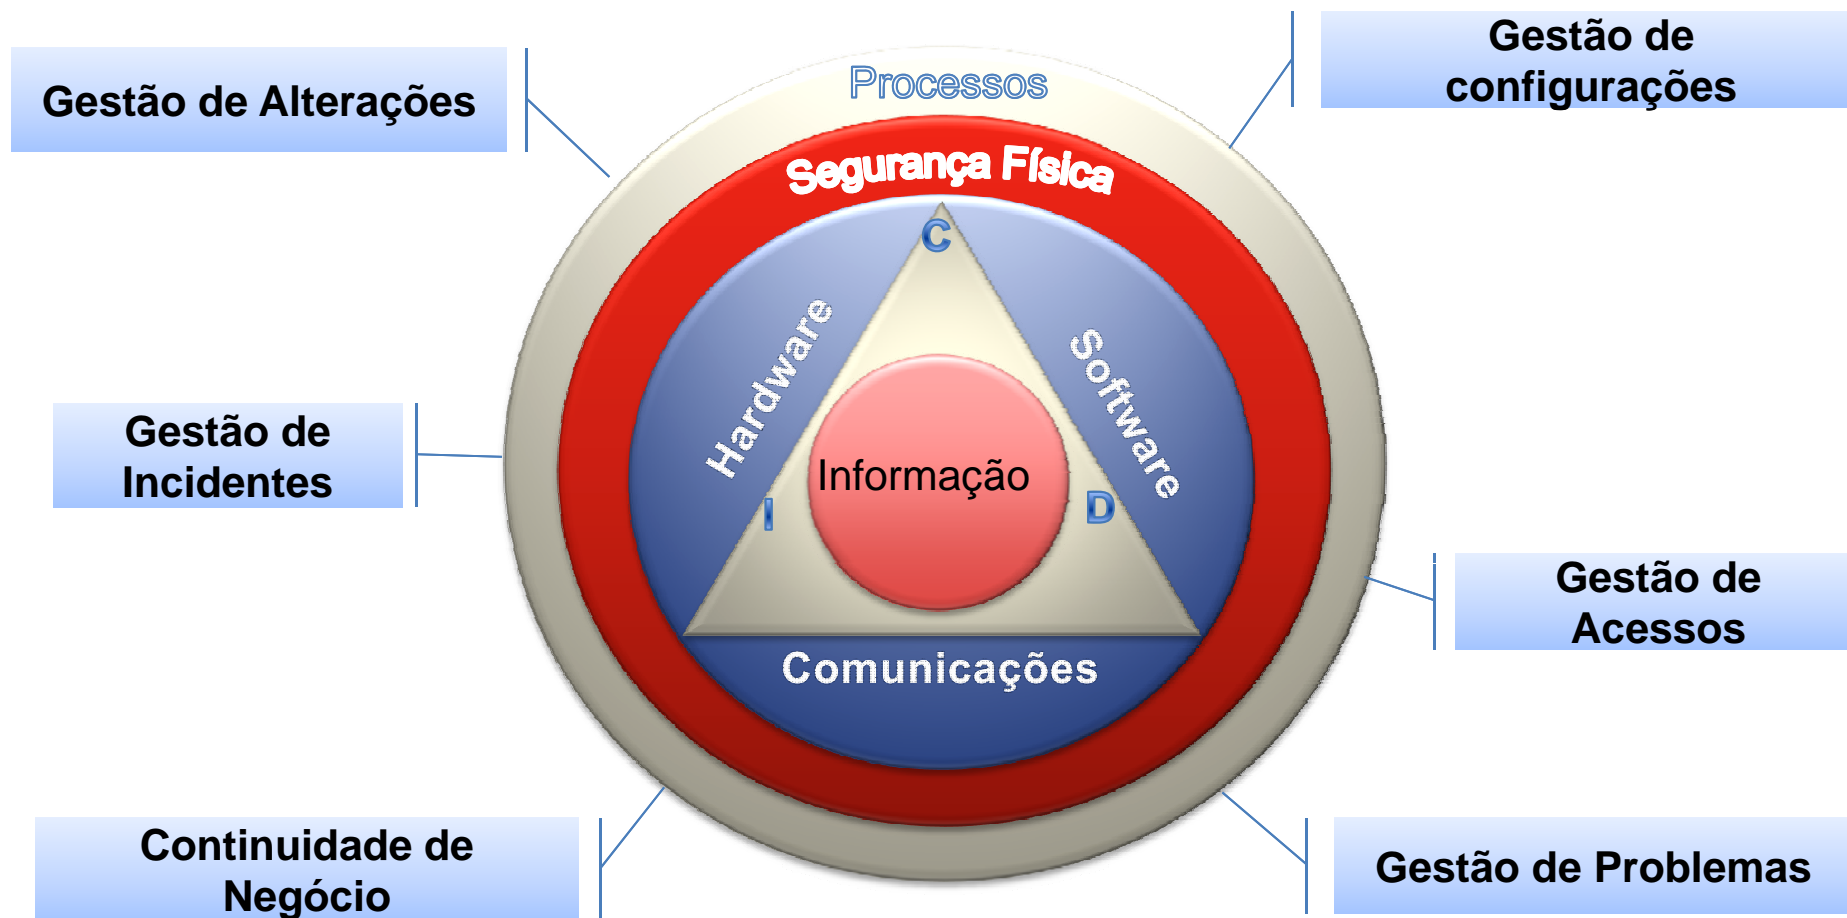 Gestão de
configurações
Gestão de Alterações
Processos
Segurança Física
C
Hardware
Software
Informação
I
D
Gestão de
Incidentes
Gestão de
Acessos
Comunicações
Continuidade de
Negócio
Gestão de Problemas